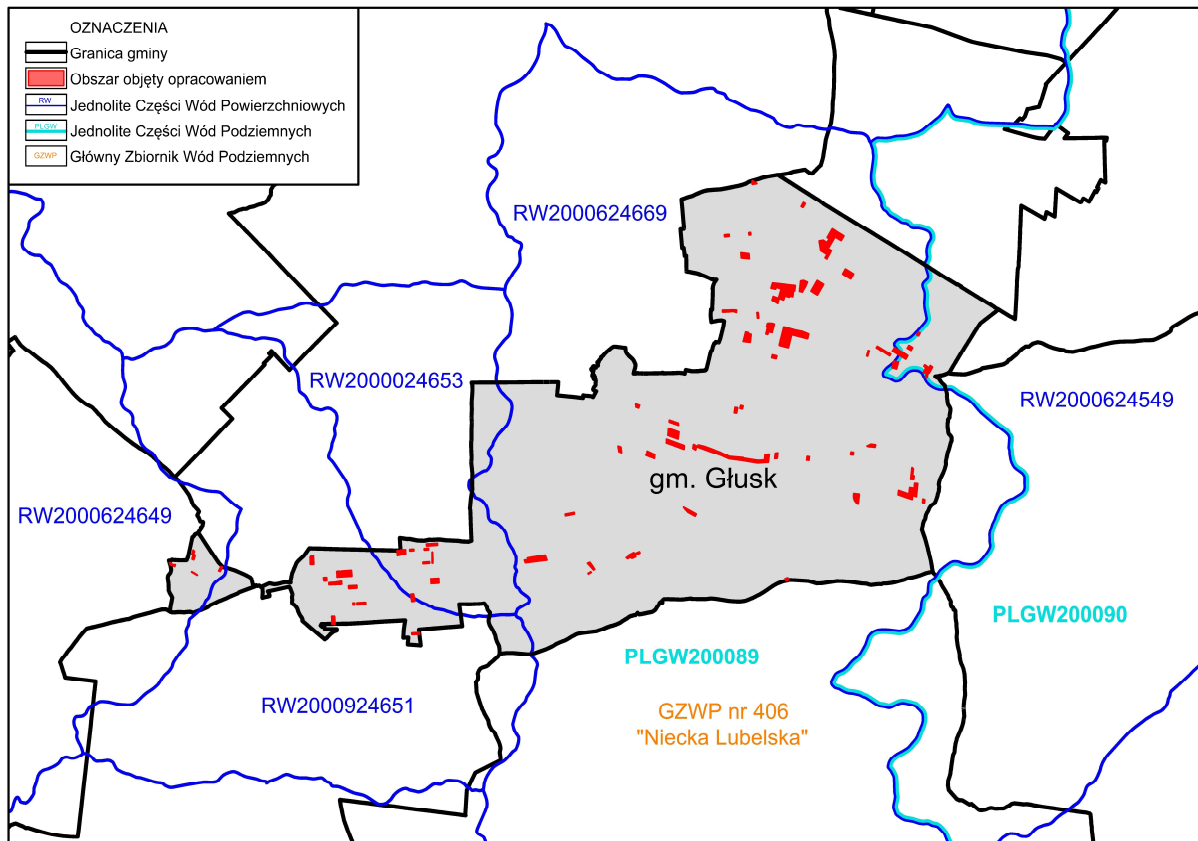 OZNACZENIA
Granica gminy
Obszar objęty opracowaniem
RW Jednolite Części Wód Powierzchniowych
PLGW Jednolite Części Wód Podziemnych
GZWP Główny Zbiornik Wód Podziemnych
RW2000624669
RW2000024653
RW2000624549
gm. Głusk
RW2000624649
PLGW200090
PLGW200089
RW2000924651
GZWP nr 406
"Niecka Lubelska"